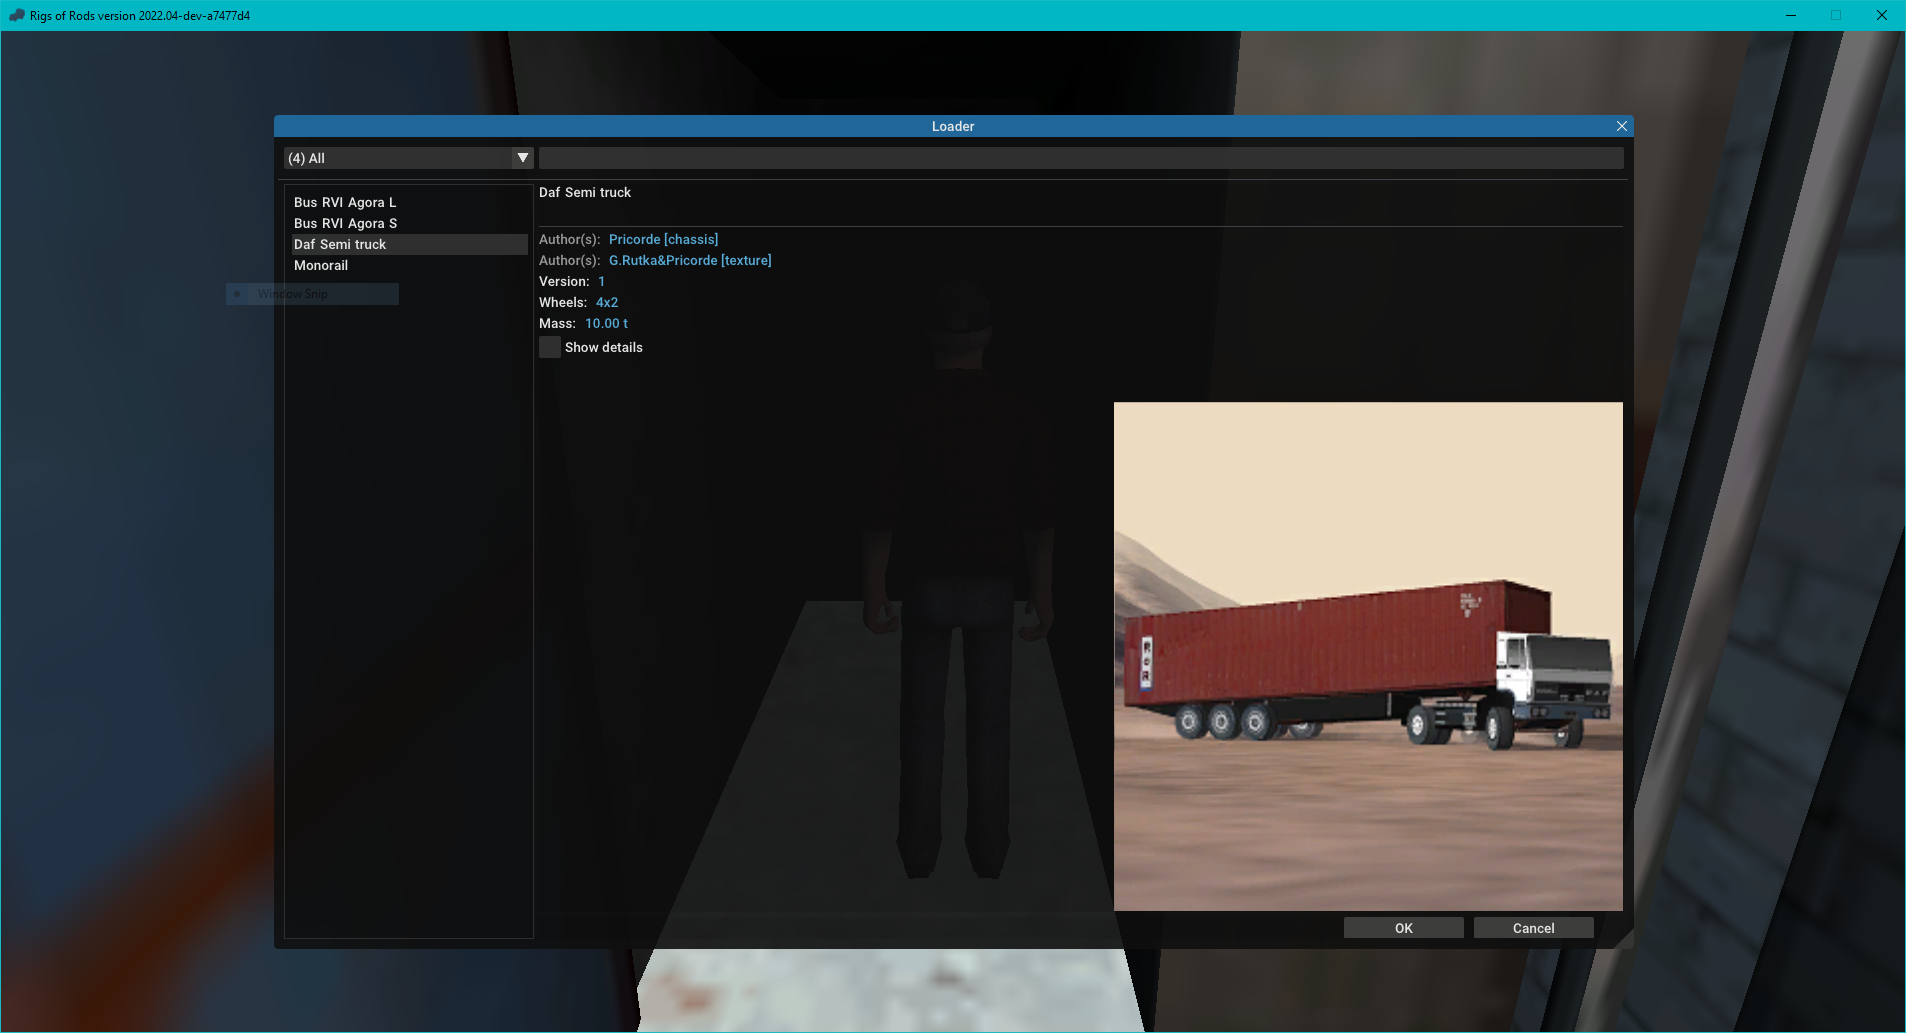 Rigs of Rods version 2022.04-dev-a7477d4
Loader
(4) All
Bus RVI Agora L
Bus RVI Agora S
Daf Semi truck
Monorail
Window Snip
Daf Semi truck
Author(s): Pricorde [chassis]
Author(s): G.Rutka&Pricorde [texture]
Version: 1
Wheels: 4x2
Mass: 10.00 t
Show details
R
o
R
DAF
OK
Cancel